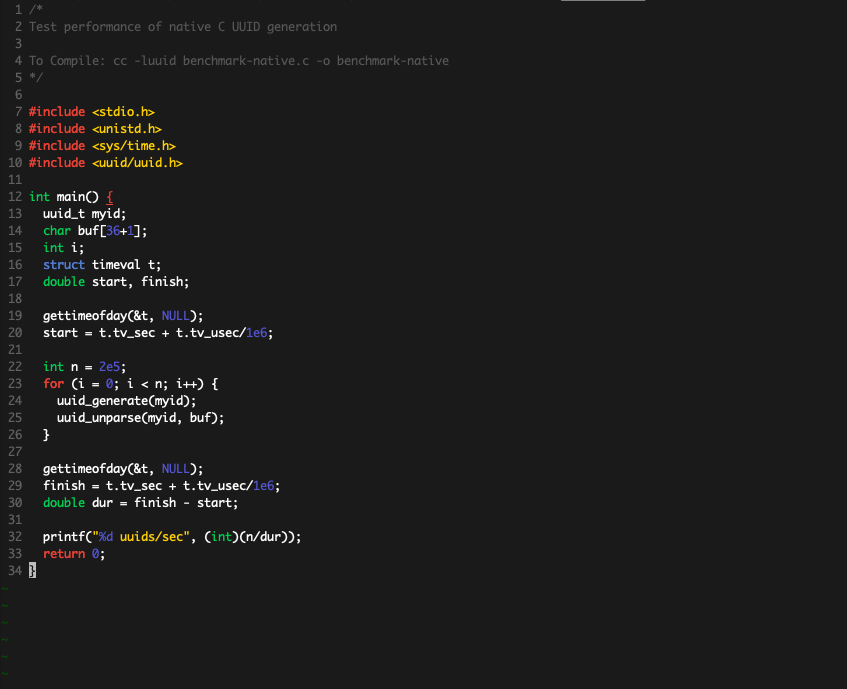 1 /*
2 Test performance of native C UUID generation
3
4 To Compile: cc -luuid benchmark-native.c -o benchmark-native
5 */
6
7 #include <stdio.h>
8 #include <unistd.h>
9 #include <sys/time.h>
10 #include <uuid/uuid.h>
11
12 int main() {
13   uuid_t myid;
14   char buf[36+1];
15   int i;
16   struct timeval t;
17   double start, finish;
18
19   gettimeofday(&t, NULL);
20   start = t.tv_sec + t.tv_usec/1e6;
21
22   int n = 2e5;
23   for (i = 0; i < n; i++) {
24     uuid_generate(myid);
25     uuid_unparse(myid, buf);
26   }
27
28   gettimeofday(&t, NULL);
29   finish = t.tv_sec + t.tv_usec/1e6;
30   double dur = finish - start;
31
32   printf("%d uuids/sec", (int)(n/dur));
33   return 0;
34 }
~
~
~
~
~
~